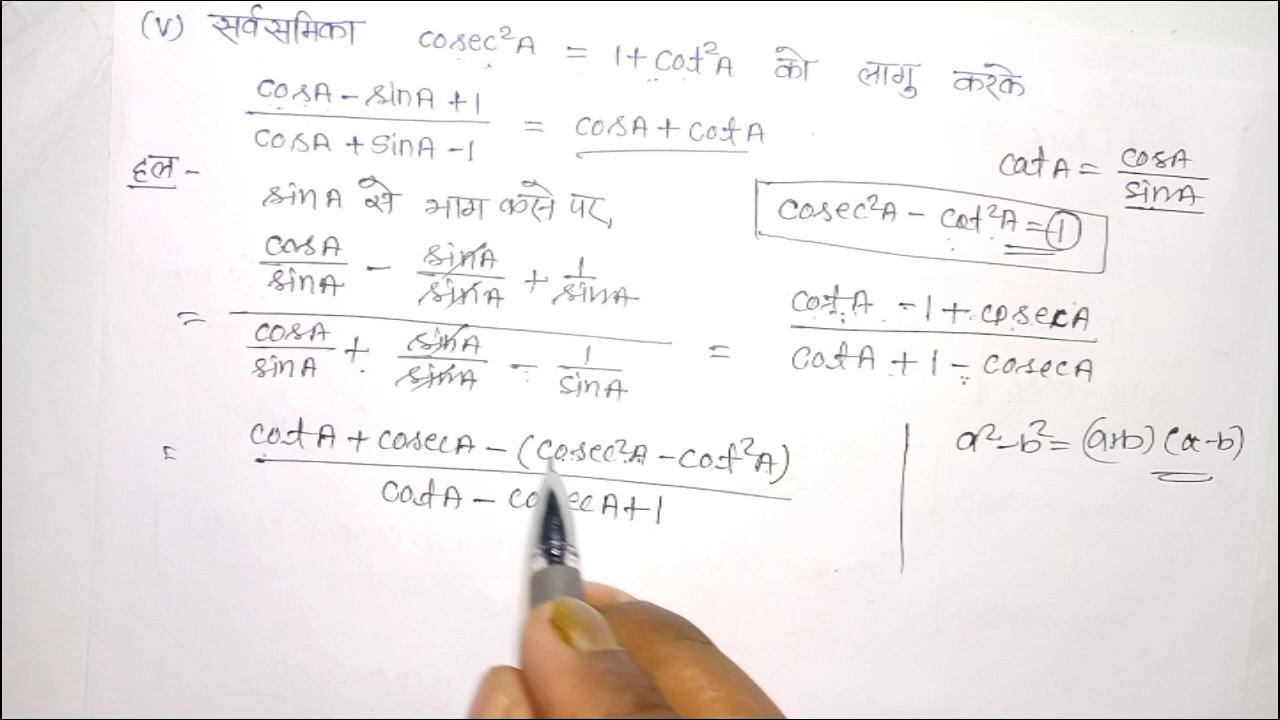 (V) सर्वसमिका cosec²A = 1+cot²A को लागु करके
cosA - sinA + 1 / cosA + sinA - 1 = cosA + cotA
हल -
catA = cosA / sinA
sinA से भाग करने पर,
cosec²A - cot²A = 1
= cosA/sinA - sinA/sinA + 1/sinA / cosA/sinA + sinA/sinA - 1/sinA = cotA - 1 + cosecA / cotA + 1 - cosecA
= cotA + cosecA - (cosec²A - cot²A) / cotA - cosecA + 1
a² - b² = (a+b) (a-b)